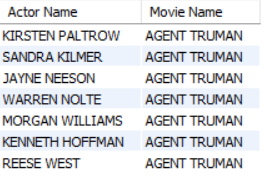 Actor Name Movie Name
KIRSTEN PALTROW AGENT TRUMAN
SANDRA KILMER AGENT TRUMAN
JAYNE NEESON AGENT TRUMAN
WARREN NOLTE AGENT TRUMAN
MORGAN WILLIAMS AGENT TRUMAN
KENNETH HOFFMAN AGENT TRUMAN
REESE WEST AGENT TRUMAN